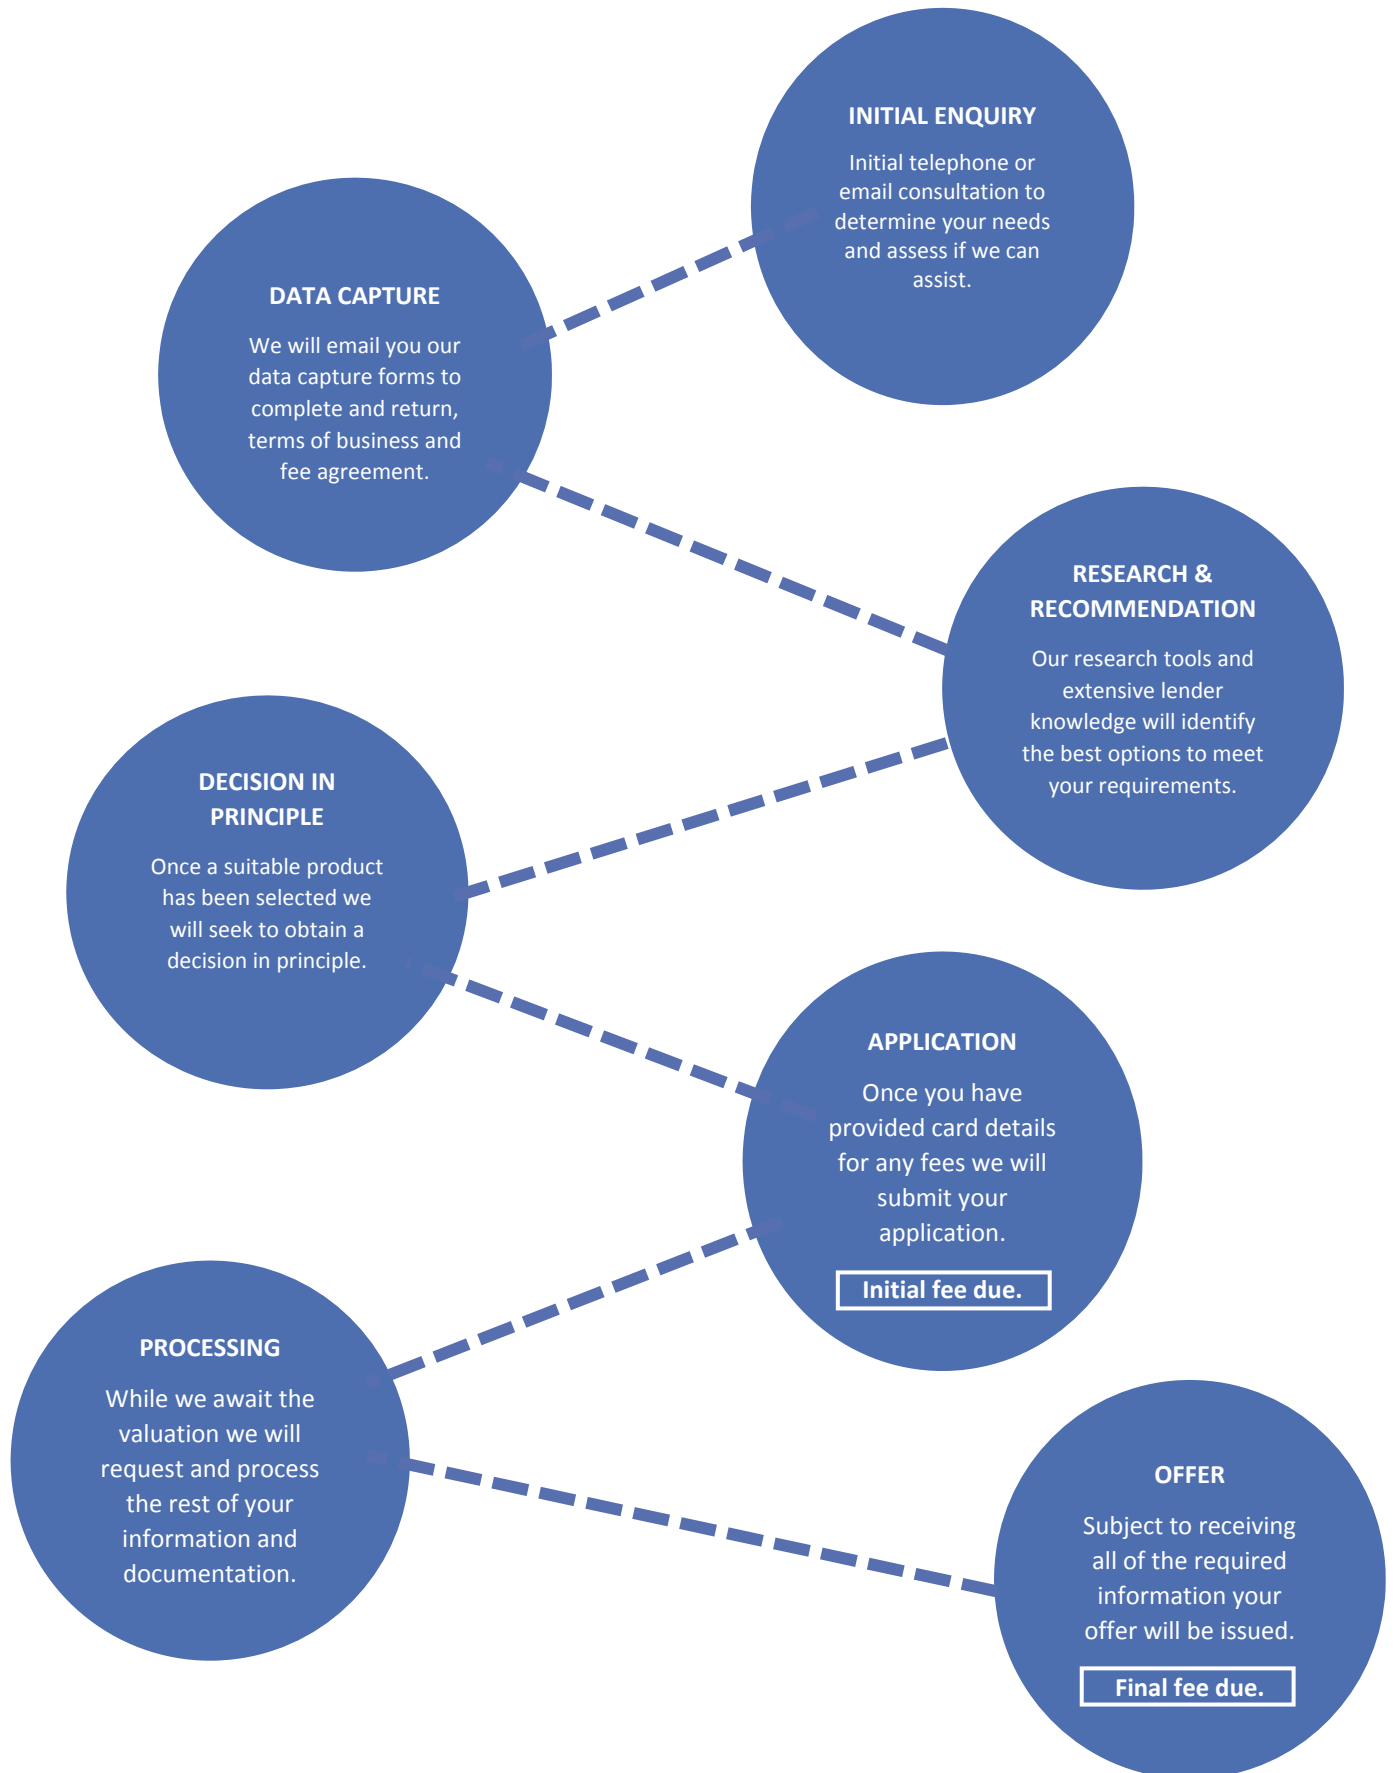 INITIAL ENQUIRY
Initial telephone or
email consultation to
determine your needs
and assess if we can
assist.
DATA CAPTURE
We will email you our
data capture forms to
complete and return,
terms of business and
fee agreement.
RESEARCH &
RECOMMENDATION
Our research tools and
extensive lender
knowledge will identify
the best options to meet
your requirements.
DECISION IN
PRINCIPLE
Once a suitable product
has been selected we
will seek to obtain a
decision in principle.
APPLICATION
Once you have
provided card details
for any fees we will
submit your
application.
Initial fee due.
PROCESSING
While we await the
valuation we will
request and process
the rest of your
information and
documentation.
OFFER
Subject to receiving
all of the required
information your
offer will be issued.
Final fee due.